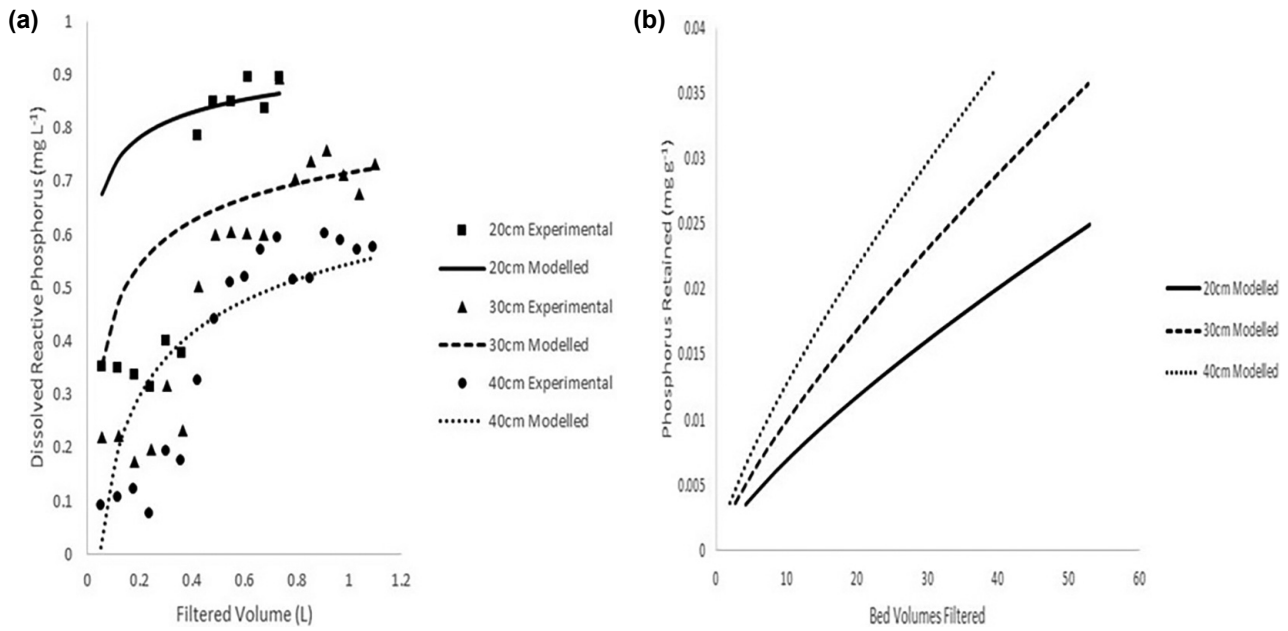 (a)
Dissolved Reactive Phosphorus (mg L⁻¹)
1
0.9
0.8
0.7
0.6
0.5
0.4
0.3
0.2
0.1
0
0
0.2
0.4
0.6
0.8
1
1.2
Filtered Volume (L)
20cm Experimental
20cm Modelled
30cm Experimental
30cm Modelled
40cm Experimental
40cm Modelled
(b)
Phosphorus Retained (mg g⁻¹)
0.04
0.035
0.03
0.025
0.02
0.015
0.01
0.005
0
0
10
20
30
40
50
60
Bed Volumes Filtered
20cm Modelled
30cm Modelled
40cm Modelled